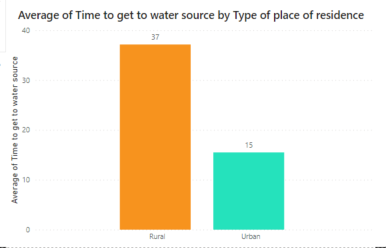 Average of Time to get to water source by Type of place of residence
Average of Time to get to water source
40
30
20
10
0
37
15
Rural
Urban